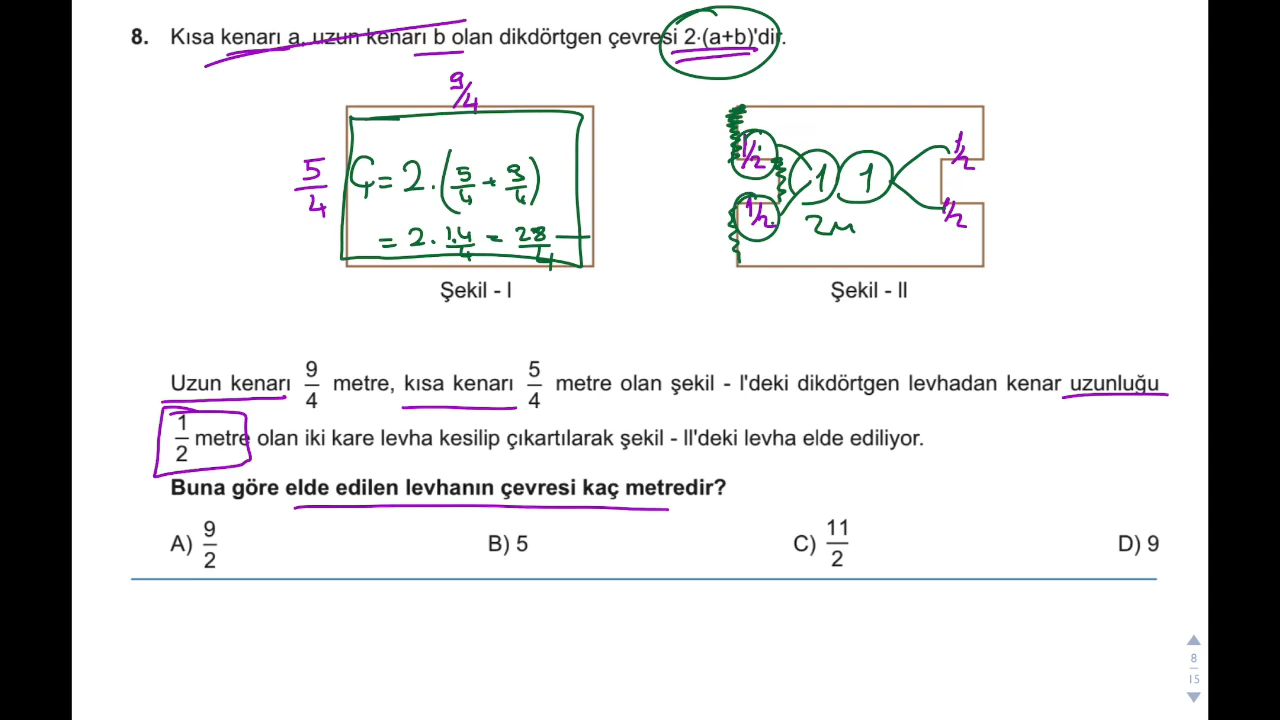 8. Kısa kenarı a, uzun kenarı b olan dikdörtgen çevresi 2·(a+b)'dir.
9/4
5/4
Ç = 2·(5/4 + 9/4)
= 2·14/4 = 28/4
1/2
1/2
1
1
2m
1/2
1/2
Şekil - I
Şekil - II
Uzun kenarı 9/4 metre, kısa kenarı 5/4 metre olan şekil - I'deki dikdörtgen levhadan kenar uzunluğu
1/2 metre olan iki kare levha kesilip çıkartılarak şekil - II'deki levha elde ediliyor.
Buna göre elde edilen levhanın çevresi kaç metredir?
A) 9/2 B) 5 C) 11/2 D) 9
8
15